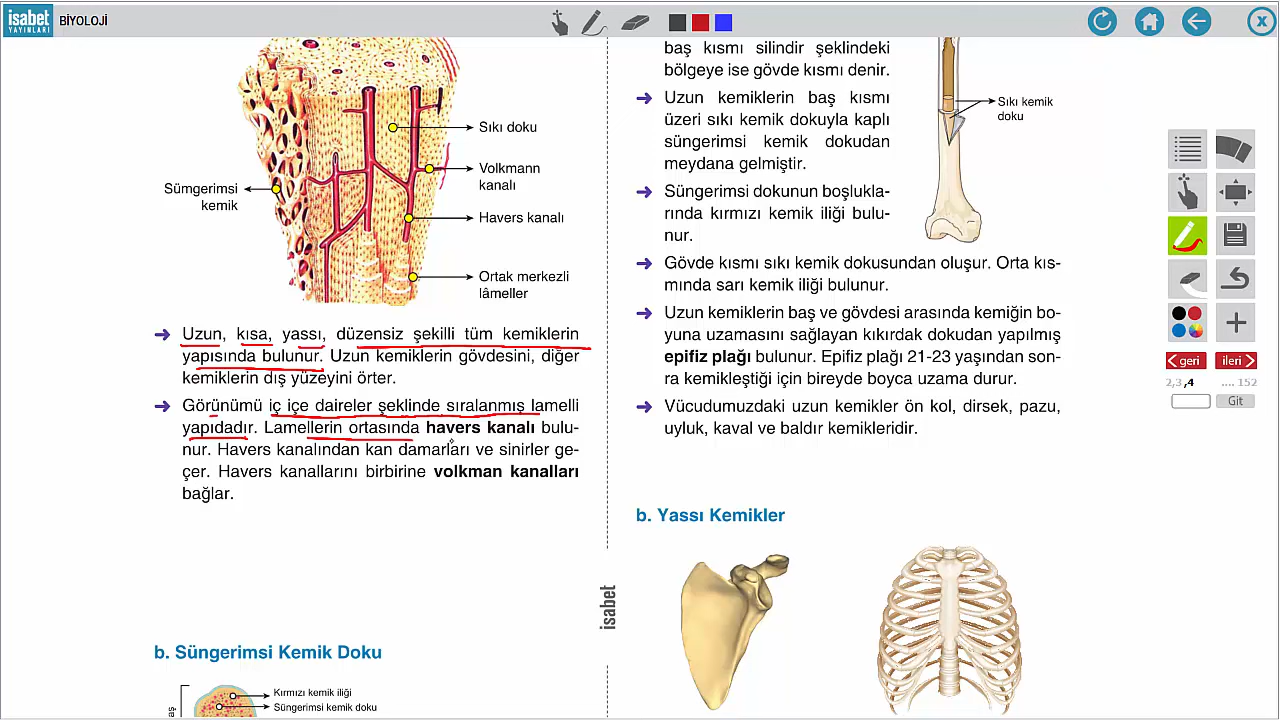 isabet
YAYINLARI
BİYOLOJİ
Sıkı doku
Volkmann
kanalı
Sümgerimsi
kemik
Havers kanalı
Ortak merkezli
lâmeller
Uzun, kısa, yassı, düzensiz şekilli tüm kemiklerin
yapısında bulunur. Uzun kemiklerin gövdesini, diğer
kemiklerin dış yüzeyini örter.
Görünümü iç içe daireler şeklinde sıralanmış lamelli
yapıdadır. Lamellerin ortasında havers kanalı bulu-
nur. Havers kanalından kan damarları ve sinirler ge-
çer. Havers kanallarını birbirine volkman kanalları
bağlar.
b. Süngerimsi Kemik Doku
Kırmızı kemik iliği
Süngerimsi kemik doku
aş
isabet
baş kısmı silindir şeklindeki
bölgeye ise gövde kısmı denir.
Uzun kemiklerin baş kısmı
üzeri sıkı kemik dokuyla kaplı
süngerimsi kemik dokudan
meydana gelmiştir.
Süngerimsi dokunun boşlukla-
rında kırmızı kemik iliği bulu-
nur.
Sıkı kemik
doku
Gövde kısmı sıkı kemik dokusundan oluşur. Orta kıs-
mında sarı kemik iliği bulunur.
Uzun kemiklerin baş ve gövdesi arasında kemiğin bo-
yuna uzamasını sağlayan kıkırdak dokudan yapılmış
epifiz plağı bulunur. Epifiz plağı 21-23 yaşından son-
ra kemikleştiği için bireyde boyca uzama durur.
Vücudumuzdaki uzun kemikler ön kol, dirsek, pazu,
uyluk, kaval ve baldır kemikleridir.
b. Yassı Kemikler
geri
ileri
2,3,4 .... 152
Git